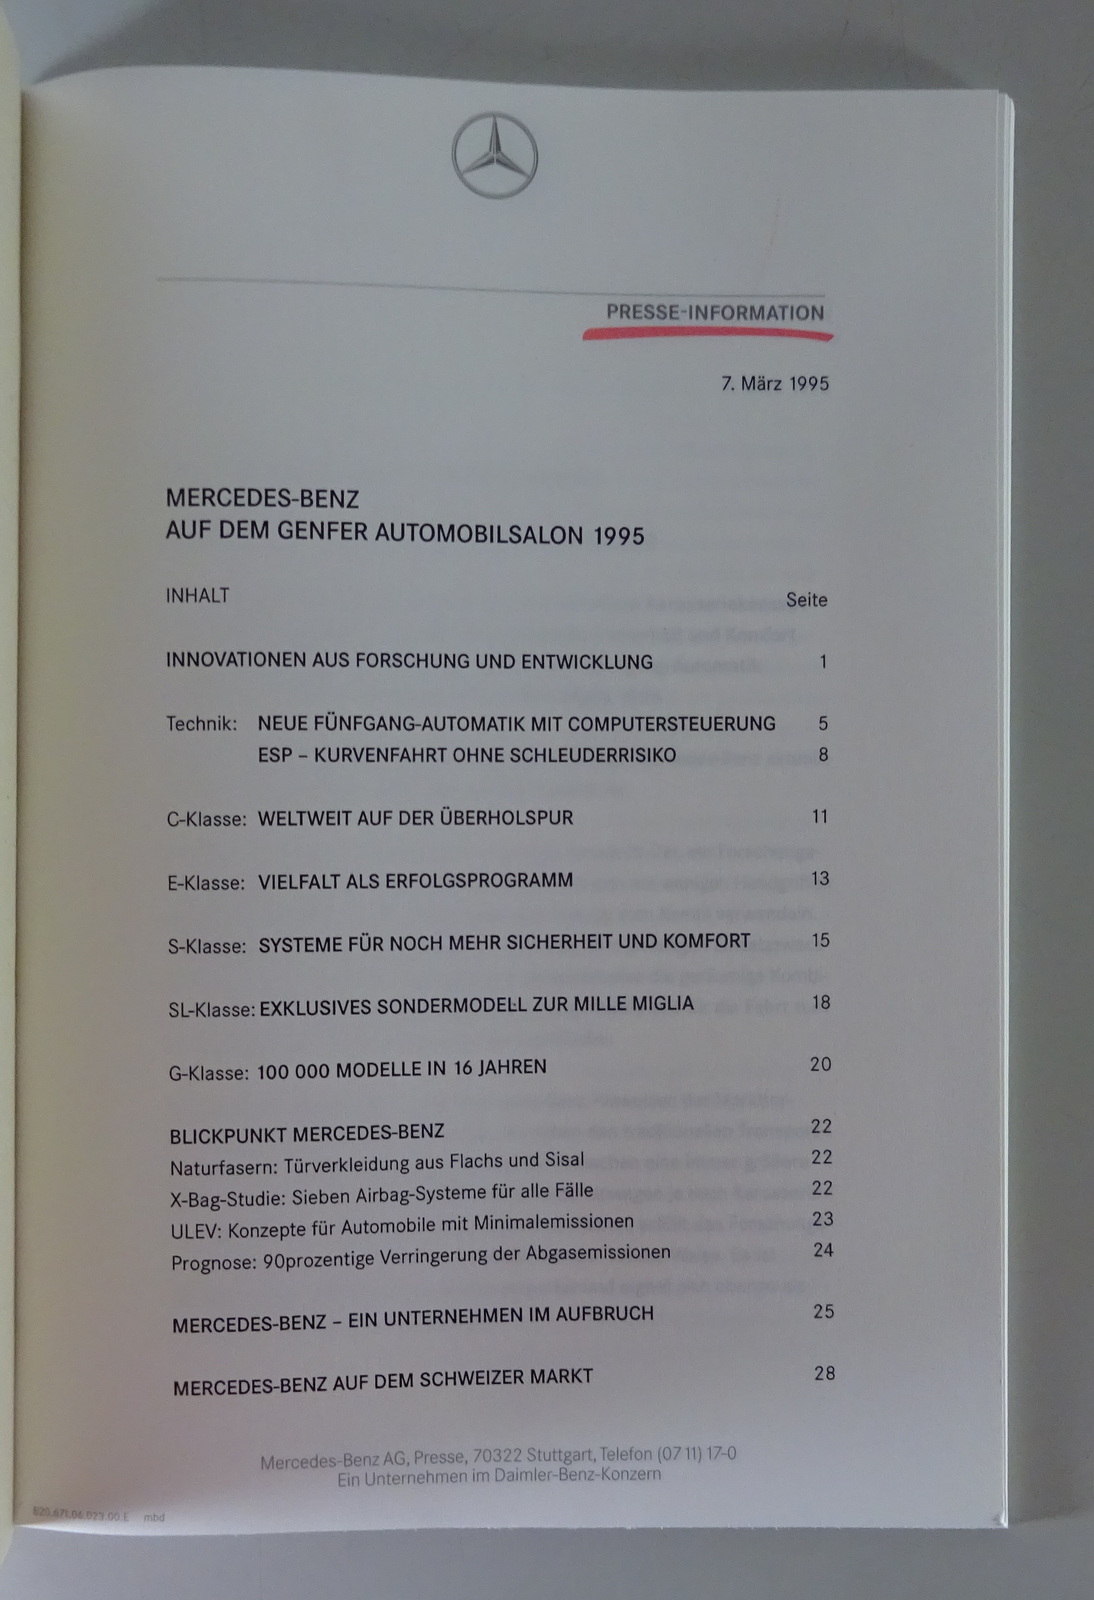 PRESSE-INFORMATION
7. März 1995
MERCEDES-BENZ
AUF DEM GENFER AUTOMOBILSALON 1995
INHALT Seite
INNOVATIONEN AUS FORSCHUNG UND ENTWICKLUNG 1
Technik: NEUE FÜNFGANG-AUTOMATIK MIT COMPUTERSTEUERUNG 5
ESP – KURVENFAHRT OHNE SCHLEUDERRISIKO 8
C-Klasse: WELTWEIT AUF DER ÜBERHOLSPUR 11
E-Klasse: VIELFALT ALS ERFOLGSPROGRAMM 13
S-Klasse: SYSTEME FÜR NOCH MEHR SICHERHEIT UND KOMFORT 15
SL-Klasse: EXKLUSIVES SONDERMODELL ZUR MILLE MIGLIA 18
G-Klasse: 100 000 MODELLE IN 16 JAHREN 20
BLICKPUNKT MERCEDES-BENZ 22
Naturfasern: Türverkleidung aus Flachs und Sisal 22
X-Bag-Studie: Sieben Airbag-Systeme für alle Fälle 22
ULEV: Konzepte für Automobile mit Minimalemissionen 23
Prognose: 90prozentige Verringerung der Abgasemissionen 24
MERCEDES-BENZ – EIN UNTERNEHMEN IM AUFBRUCH 25
MERCEDES-BENZ AUF DEM SCHWEIZER MARKT 28
Mercedes-Benz AG, Presse, 70322 Stuttgart, Telefon (07 11) 17-0
Ein Unternehmen im Daimler-Benz-Konzern
mbd